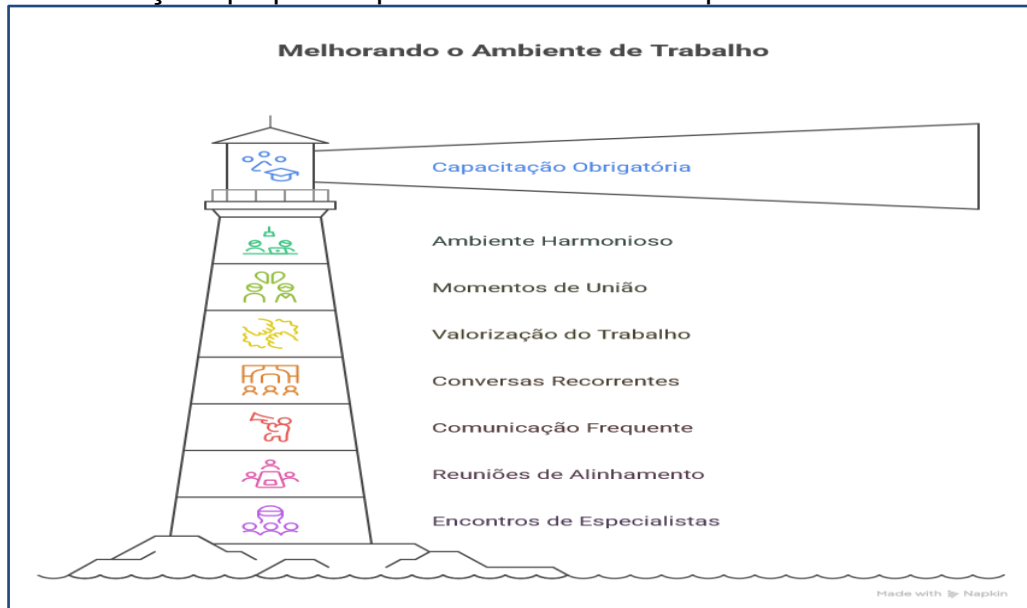 Melhorando o Ambiente de Trabalho
Capacitação Obrigatória
Ambiente Harmonioso
Momentos de União
Valorização do Trabalho
Conversas Recorrentes
Comunicação Frequente
Reuniões de Alinhamento
Encontros de Especialistas
Made with Napkin